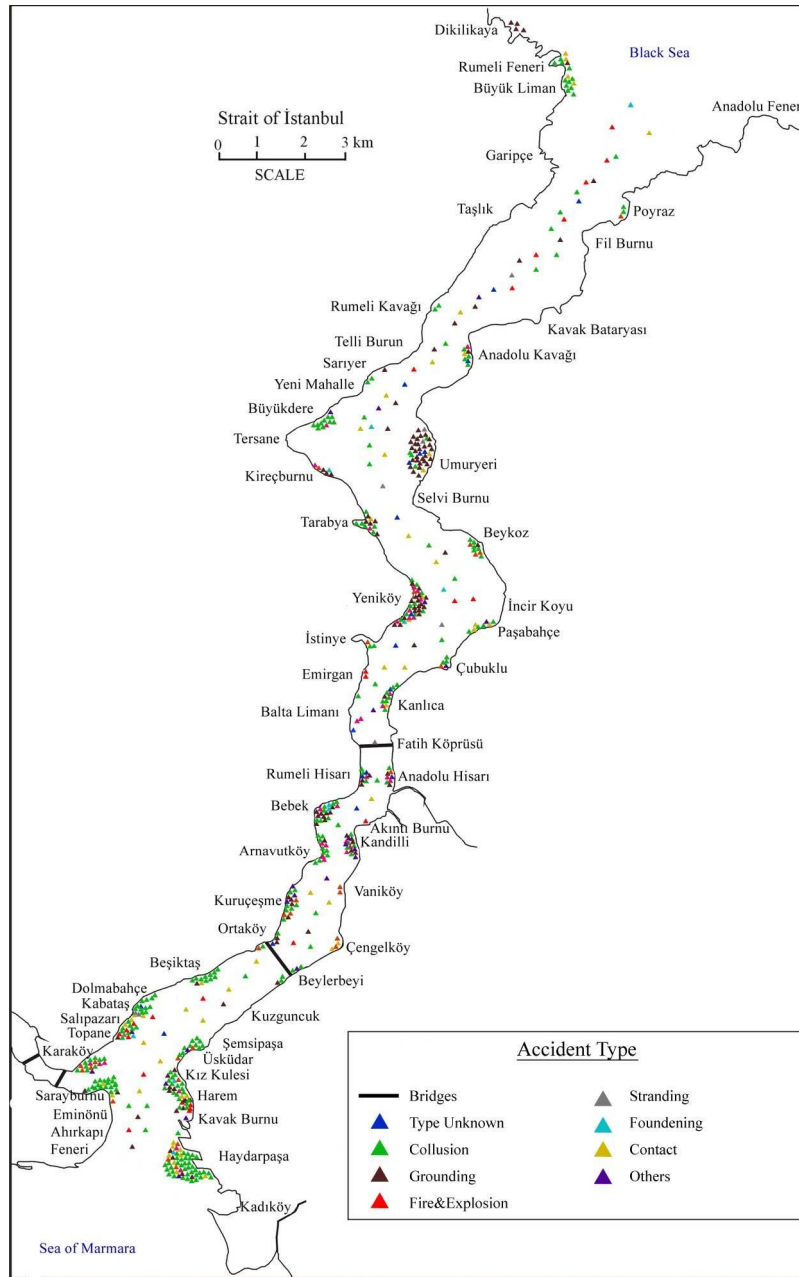 Dikilikaya
Black Sea
Rumeli Feneri
Büyük Liman
Anadolu Fener
Strait of İstanbul
0 1 2 3 km
SCALE
Garipçe
Poyraz
Taşlık
Fil Burnu
Rumeli Kavağı
Kavak Bataryası
Telli Burun
Anadolu Kavağı
Sarıyer
Yeni Mahalle
Büyükdere
Tersane
Umuryeri
Kireçburnu
Selvi Burnu
Tarabya
Beykoz
Yeniköy
İncir Koyu
Paşabahçe
İstinye
Çubuklu
Emirgan
Kanlıca
Balta Limanı
Fatih Köprüsü
Rumeli Hisarı
Anadolu Hisarı
Bebek
Akıntı Burnu
Kandilli
Arnavutköy
Vaniköy
Kuruçeşme
Ortaköy
Çengelköy
Beşiktaş
Beylerbeyi
Dolmabahçe
Kabataş
Kuzguncuk
Salıpazarı
Topane
Şemsipaşa
Karaköy
Üsküdar
Kız Kulesi
Sarayburnu
Harem
Eminönü
Kavak Burnu
Ahırkapı
Feneri
Haydarpaşa
Kadıköy
Sea of Marmara
Accident Type
Bridges
Type Unknown
Collusion
Grounding
Fire&Explosion
Stranding
Foundening
Contact
Others